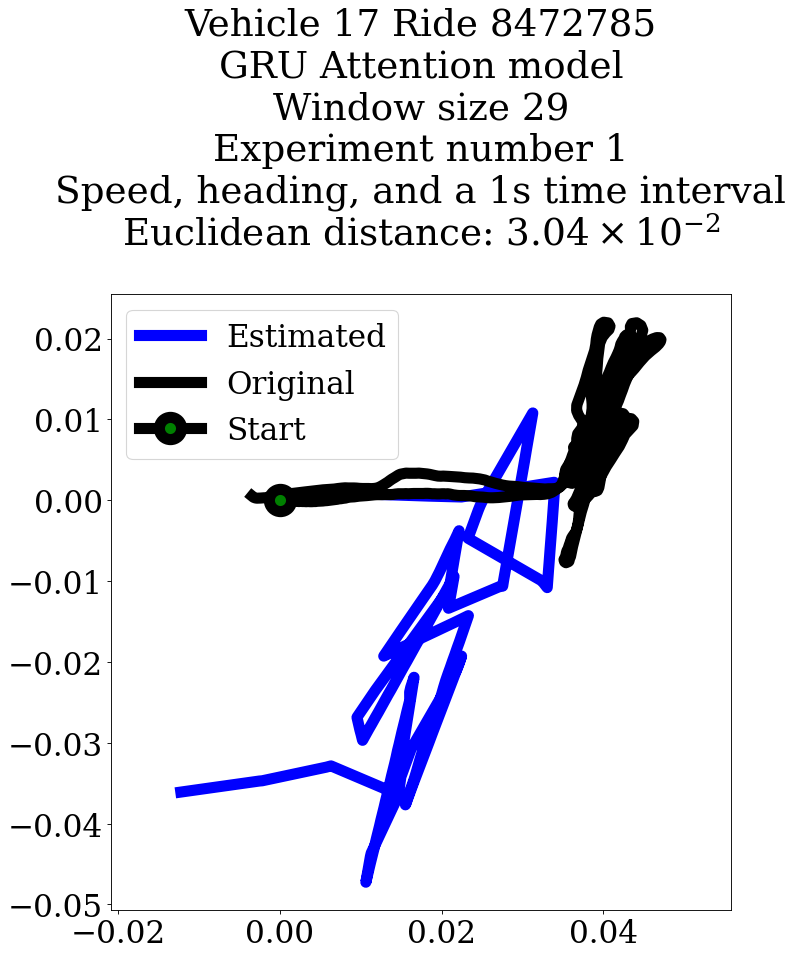 Vehicle 17 Ride 8472785
GRU Attention model
Window size 29
Experiment number 1
Speed, heading, and a 1s time interval
Euclidean distance: 3.04 × 10⁻²
Estimated
Original
Start
0.02
0.01
0.00
−0.01
−0.02
−0.03
−0.04
−0.05
−0.02
0.00
0.02
0.04